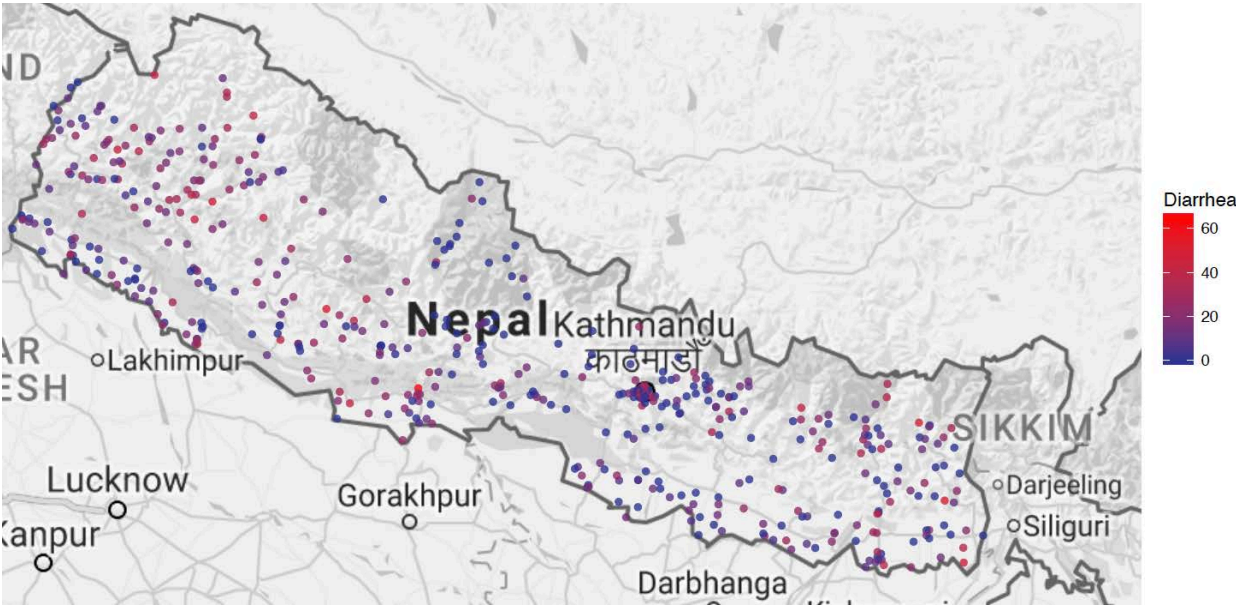 ND
Diarrhea
60
40
20
0
Nepal
Kathmandu
काठमाडौं
AR
ESH
Lakhimpur
SIKKIM
Lucknow
Gorakhpur
Darjeeling
Kanpur
Siliguri
Darbhanga